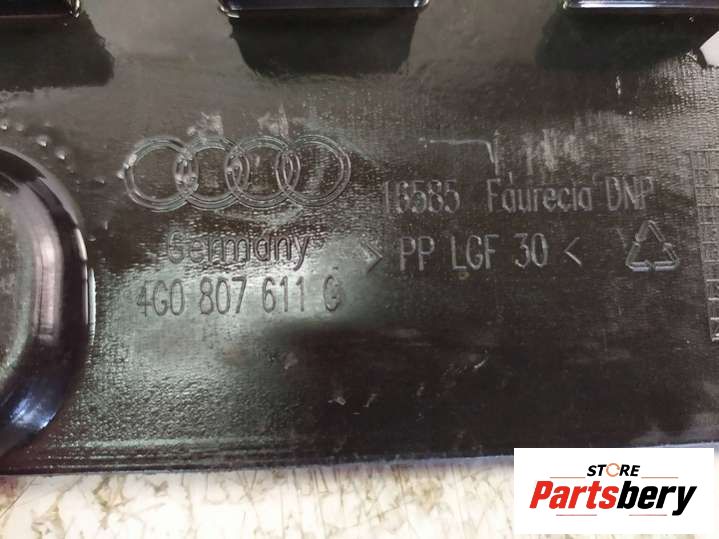 16585 Faurecia DNP
Germany
> PP LGF 30 <
4G0 807 611 G
STORE
Partsbery